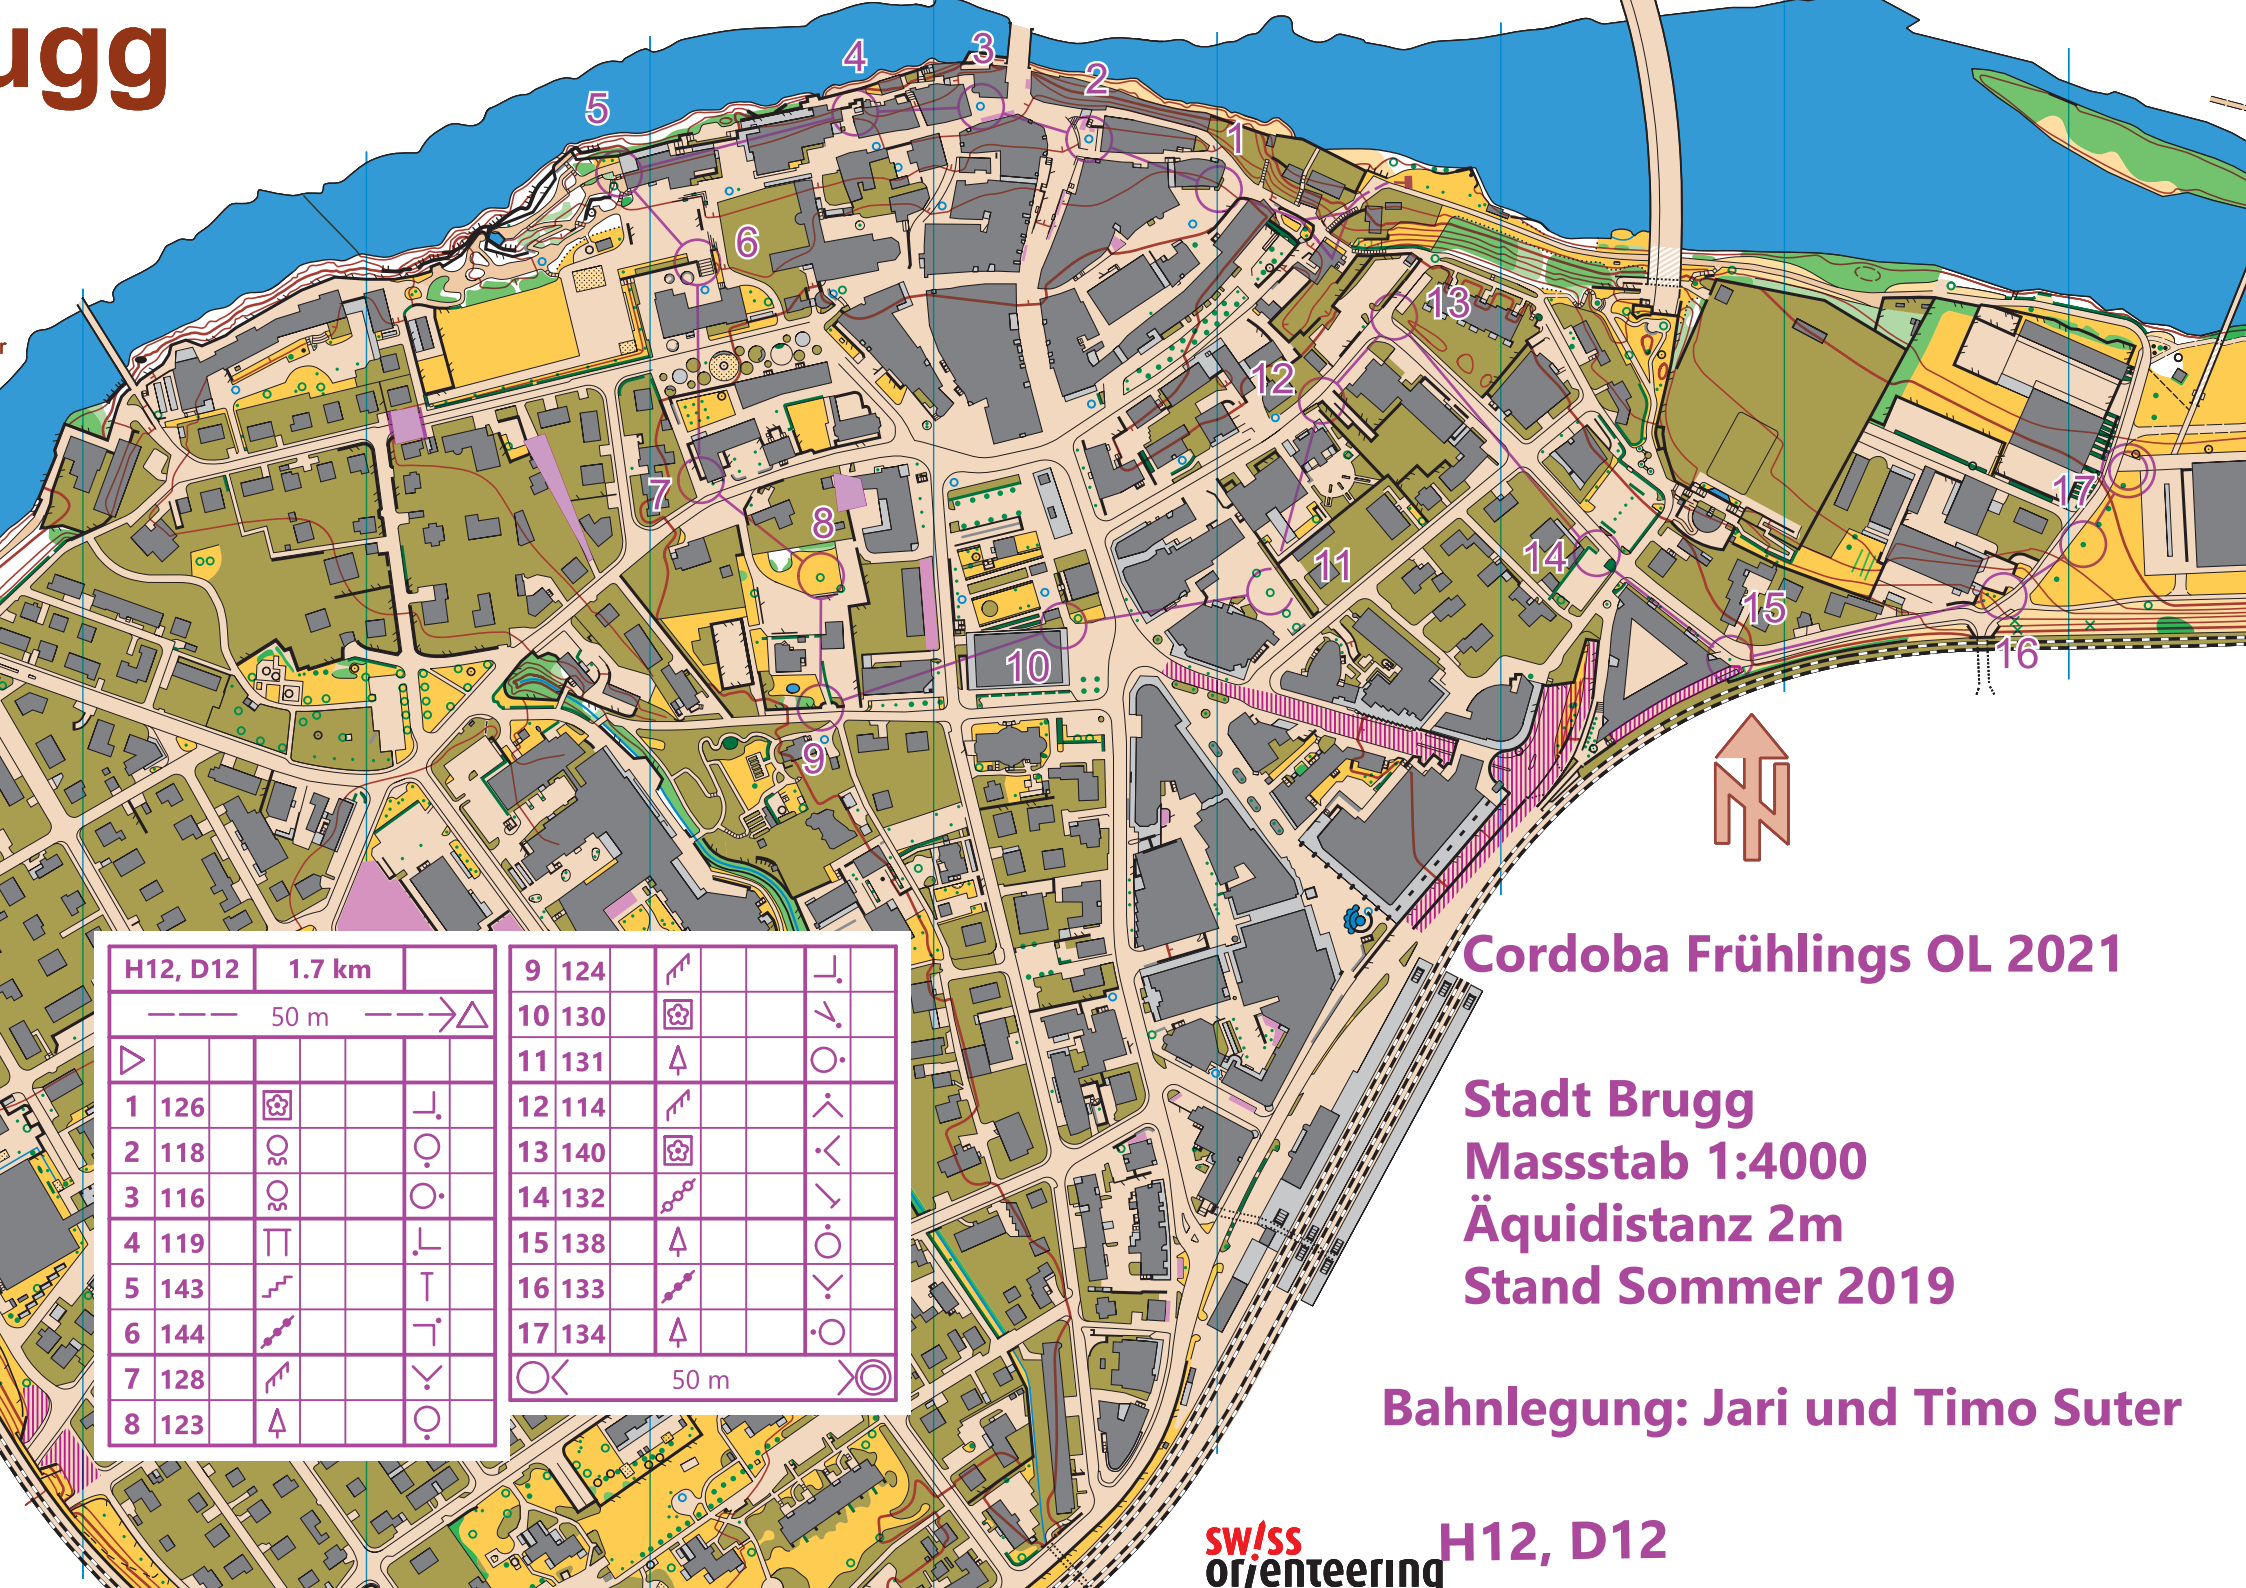 ugg
r
5
4
3
2
1
6
13
12
7
8
11
14
10
15
17
16
9
H12, D12 1.7 km
50 m
1 126
2 118
3 116
4 119
5 143
6 144
7 128
8 123
9 124
10 130
11 131
12 114
13 140
14 132
15 138
16 133
17 134
50 m
N
Cordoba Frühlings OL 2021
Stadt Brugg
Massstab 1:4000
Äquidistanz 2m
Stand Sommer 2019
Bahnlegung: Jari und Timo Suter
H12, D12
swiss
orienteering